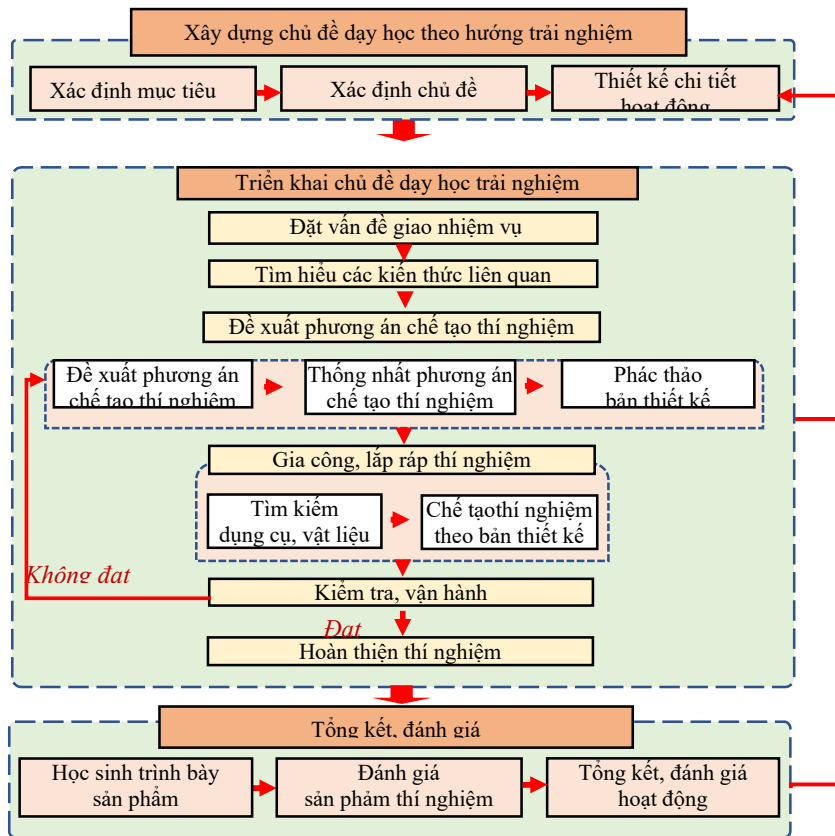 Xây dựng chủ đề dạy học theo hướng trải nghiệm
Xác định mục tiêu
Xác định chủ đề
Thiết kế chi tiết
hoạt động
Triển khai chủ đề dạy học trải nghiệm
Đặt vấn đề giao nhiệm vụ
Tìm hiểu các kiến thức liên quan
Đề xuất phương án chế tạo thí nghiệm
Đề xuất phương án
chế tạo thí nghiệm
Thống nhất phương án
chế tạo thí nghiệm
Phác thảo
bản thiết kế
Gia công, lắp ráp thí nghiệm
Tìm kiếm
dụng cụ, vật liệu
Chế tạothí nghiệm
theo bản thiết kế
Không đạt
Kiểm tra, vận hành
Đạt
Hoàn thiện thí nghiệm
Tổng kết, đánh giá
Học sinh trình bày
sản phẩm
Đánh giá
sản phảm thí nghiệm
Tổng kết, đánh giá
hoạt động